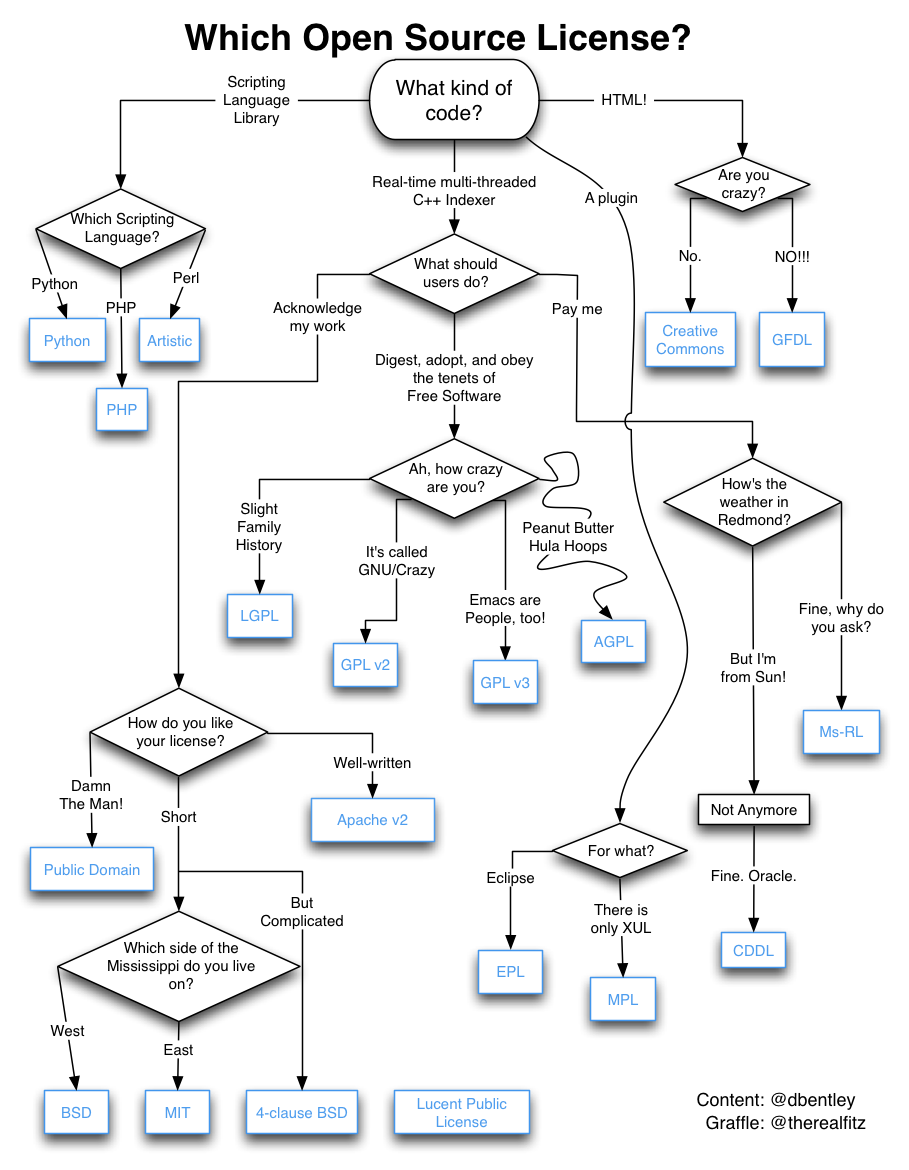 Which Open Source License?
Scripting
Language
Library
What kind of
code?
HTML!
Real-time multi-threaded
C++ Indexer
A plugin
Are you
crazy?
Which Scripting
Language?
No.
NO!!!
Python
PHP
Perl
What should
users do?
Acknowledge
my work
Pay me
Python
Artistic
Creative
Commons
GFDL
PHP
Digest, adopt, and obey
the tenets of
Free Software
Ah, how crazy
are you?
How's the
weather in
Redmond?
Slight
Family
History
It's called
GNU/Crazy
Emacs are
People, too!
Peanut Butter
Hula Hoops
Fine, why do
you ask?
LGPL
GPL v2
GPL v3
AGPL
But I'm
from Sun!
Ms-RL
How do you like
your license?
Well-written
Damn
The Man!
Short
Apache v2
Not Anymore
Public Domain
For what?
Eclipse
There is
only XUL
Fine. Oracle.
But
Complicated
Which side of the
Mississippi do you live
on?
EPL
MPL
CDDL
West
East
BSD
MIT
4-clause BSD
Lucent Public
License
Content: @dbentley
Graffle: @therealfitz